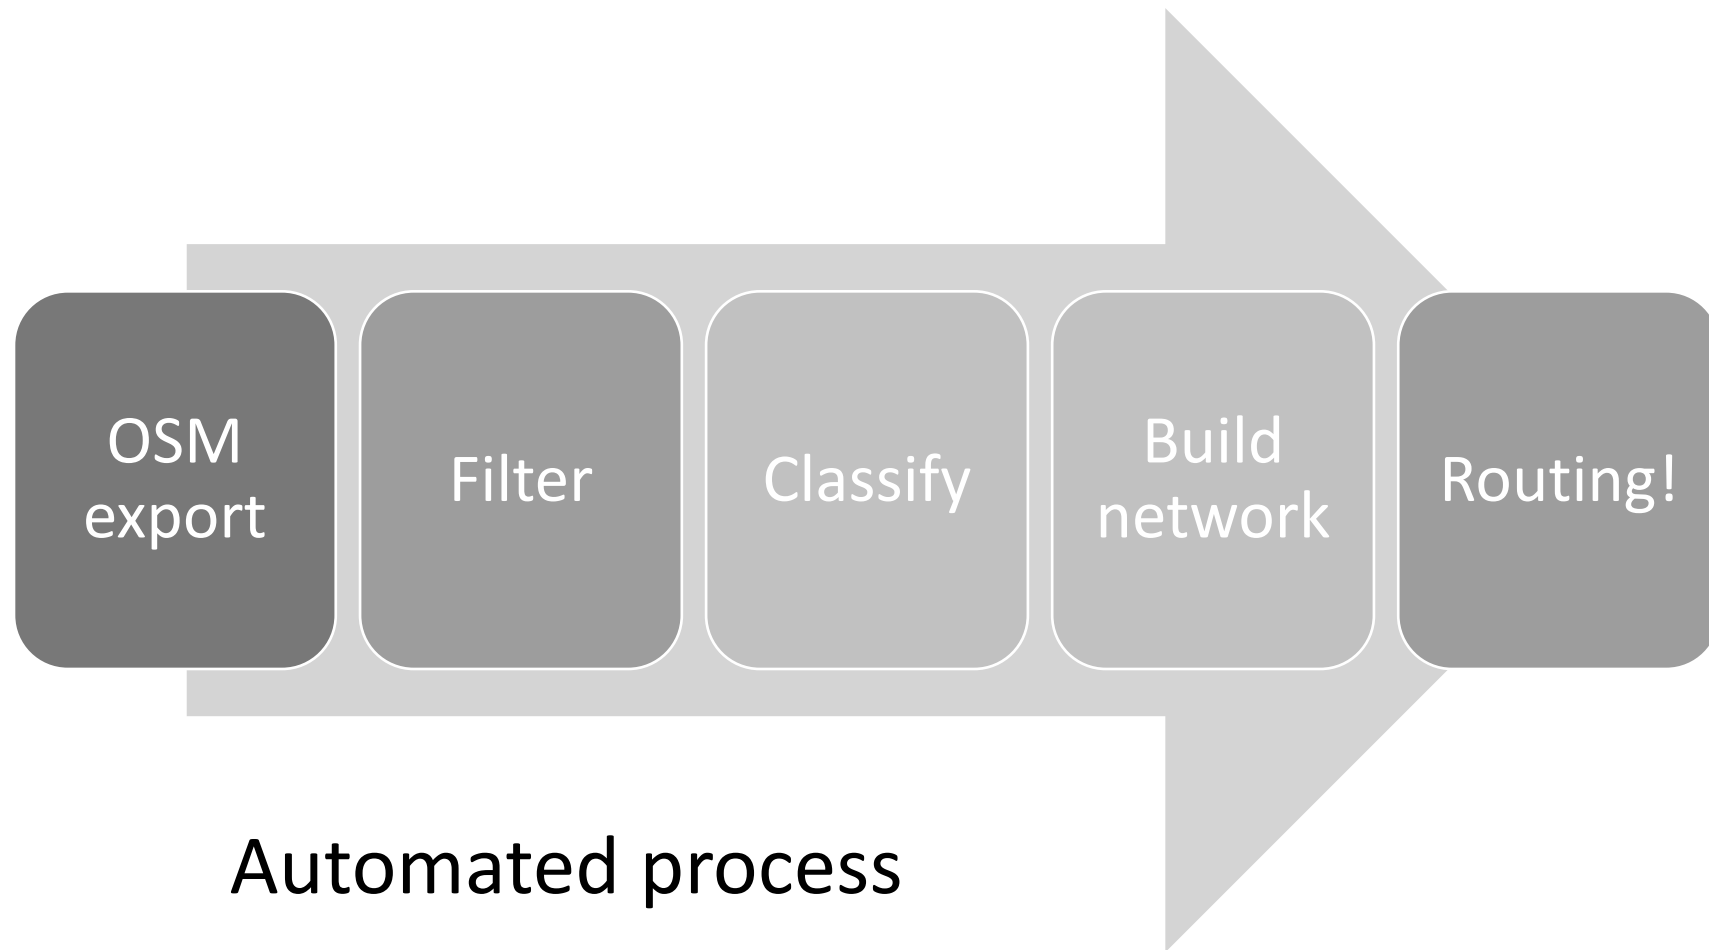 OSM
export
Filter
Classify
Build
network
Routing!
Automated process